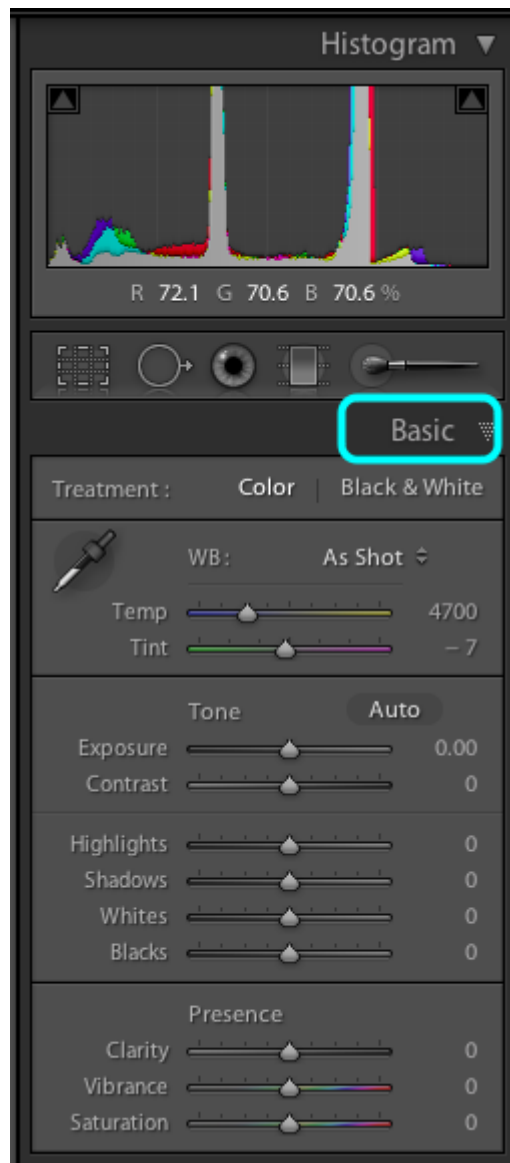 Histogram
R 72.1 G 70.6 B 70.6 %
Basic
Treatment : Color | Black & White
WB: As Shot
Temp 4700
Tint – 7
Tone Auto
Exposure 0.00
Contrast 0
Highlights 0
Shadows 0
Whites 0
Blacks 0
Presence
Clarity 0
Vibrance 0
Saturation 0